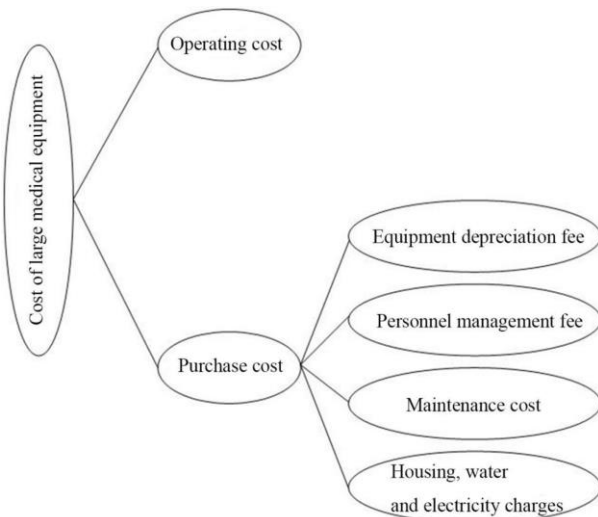 Cost of large medical equipment
Operating cost
Purchase cost
Equipment depreciation fee
Personnel management fee
Maintenance cost
Housing, water
and electricity charges